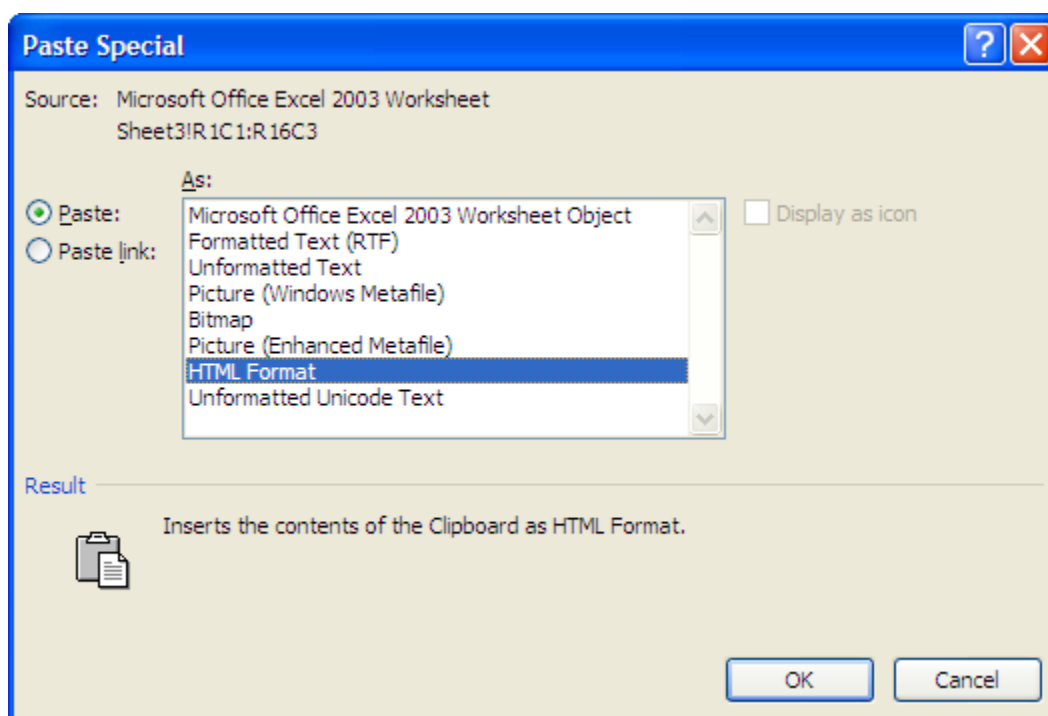 Paste Special
Source: Microsoft Office Excel 2003 Worksheet
Sheet3!R1C1:R16C3
As:
Paste:
Paste link:
Microsoft Office Excel 2003 Worksheet Object
Formatted Text (RTF)
Unformatted Text
Picture (Windows Metafile)
Bitmap
Picture (Enhanced Metafile)
HTML Format
Unformatted Unicode Text
Display as icon
Result
Inserts the contents of the Clipboard as HTML Format.
OK
Cancel